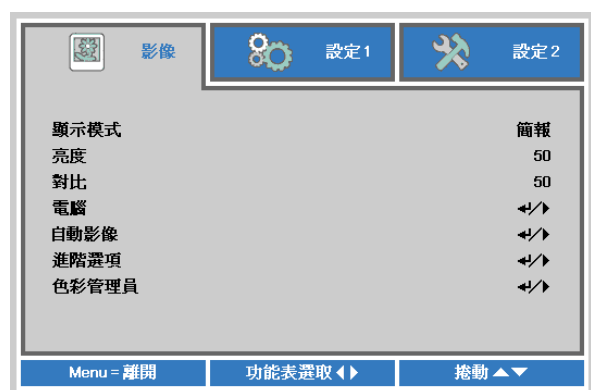 影像 設定1 設定2
顯示模式 簡報
亮度 50
對比 50
電腦 ↵/▶
自動影像 ↵/▶
進階選項 ↵/▶
色彩管理員 ↵/▶
Menu = 離開 功能表選取 ◀▶ 捲動 ▲▼